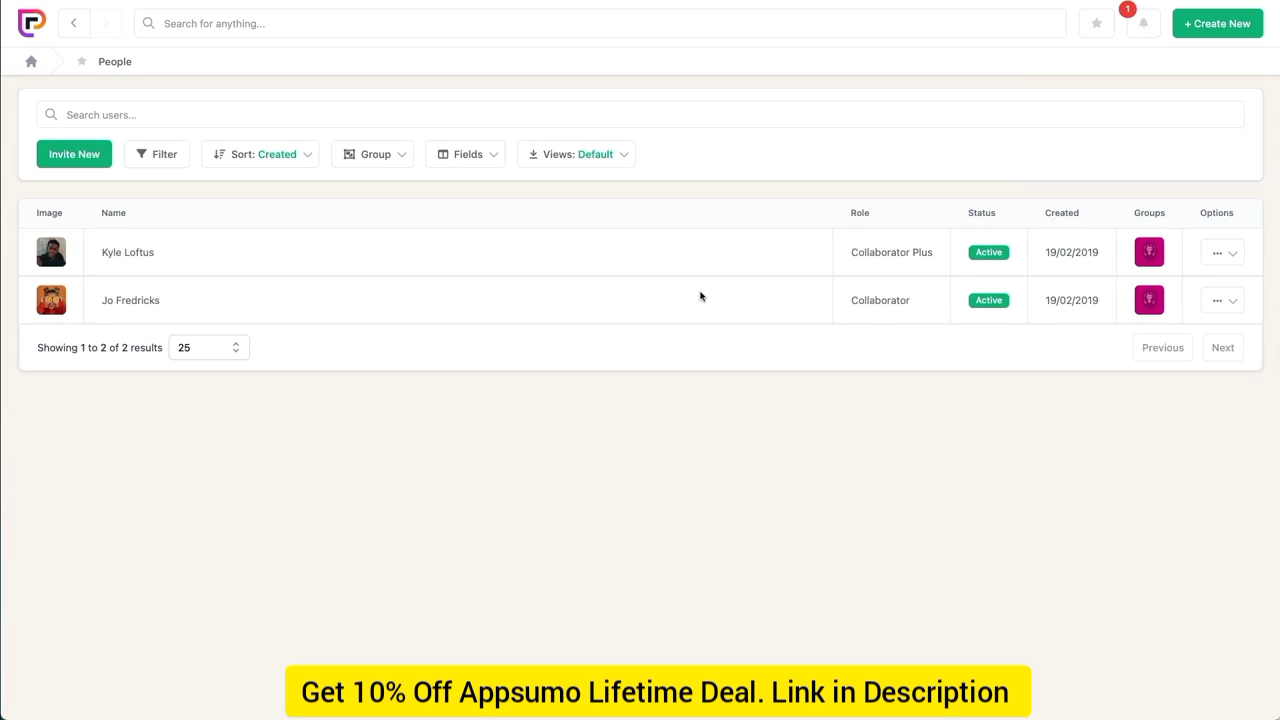 Search for anything...
1
+ Create New
People
Search users...
Invite New Filter Sort: Created Group Fields Views: Default
Image Name Role Status Created Groups Options
Kyle Loftus Collaborator Plus Active 19/02/2019 ...
Jo Fredricks Collaborator Active 19/02/2019 ...
Showing 1 to 2 of 2 results 25 Previous Next
Get 10% Off Appsumo Lifetime Deal. Link in Description